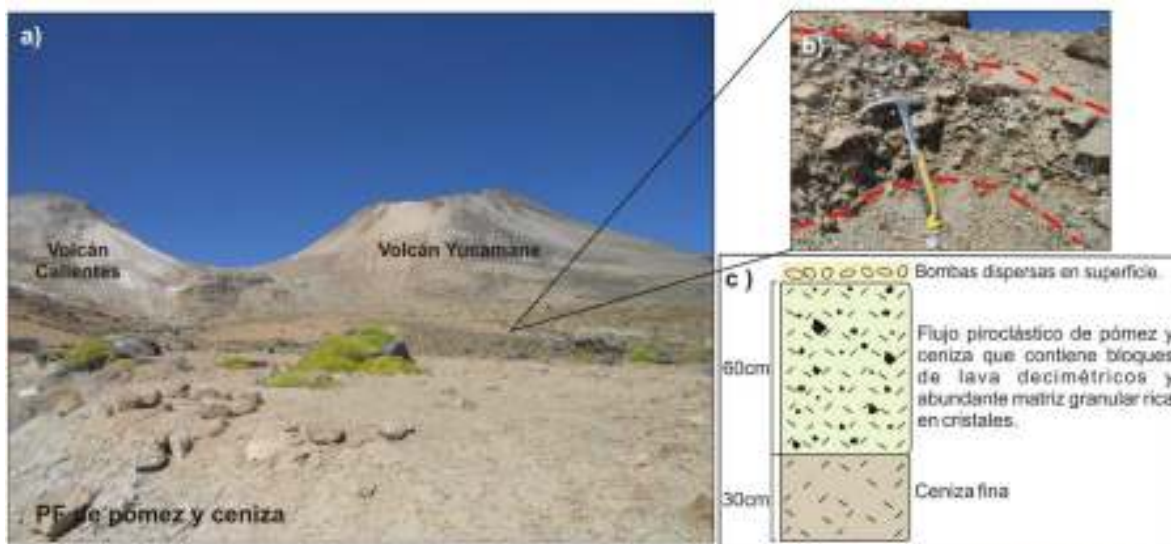 a)
Volcán
Calientes
Volcán Yucamane
PF de pómez y ceniza
b)
c )
Bombas dispersas en superficie.
60cm
Flujo piroclástico de pómez y
ceniza que contiene bloques
de lava decimétricos y
abundante matriz granular rica
en cristales.
30cm
Ceniza fina